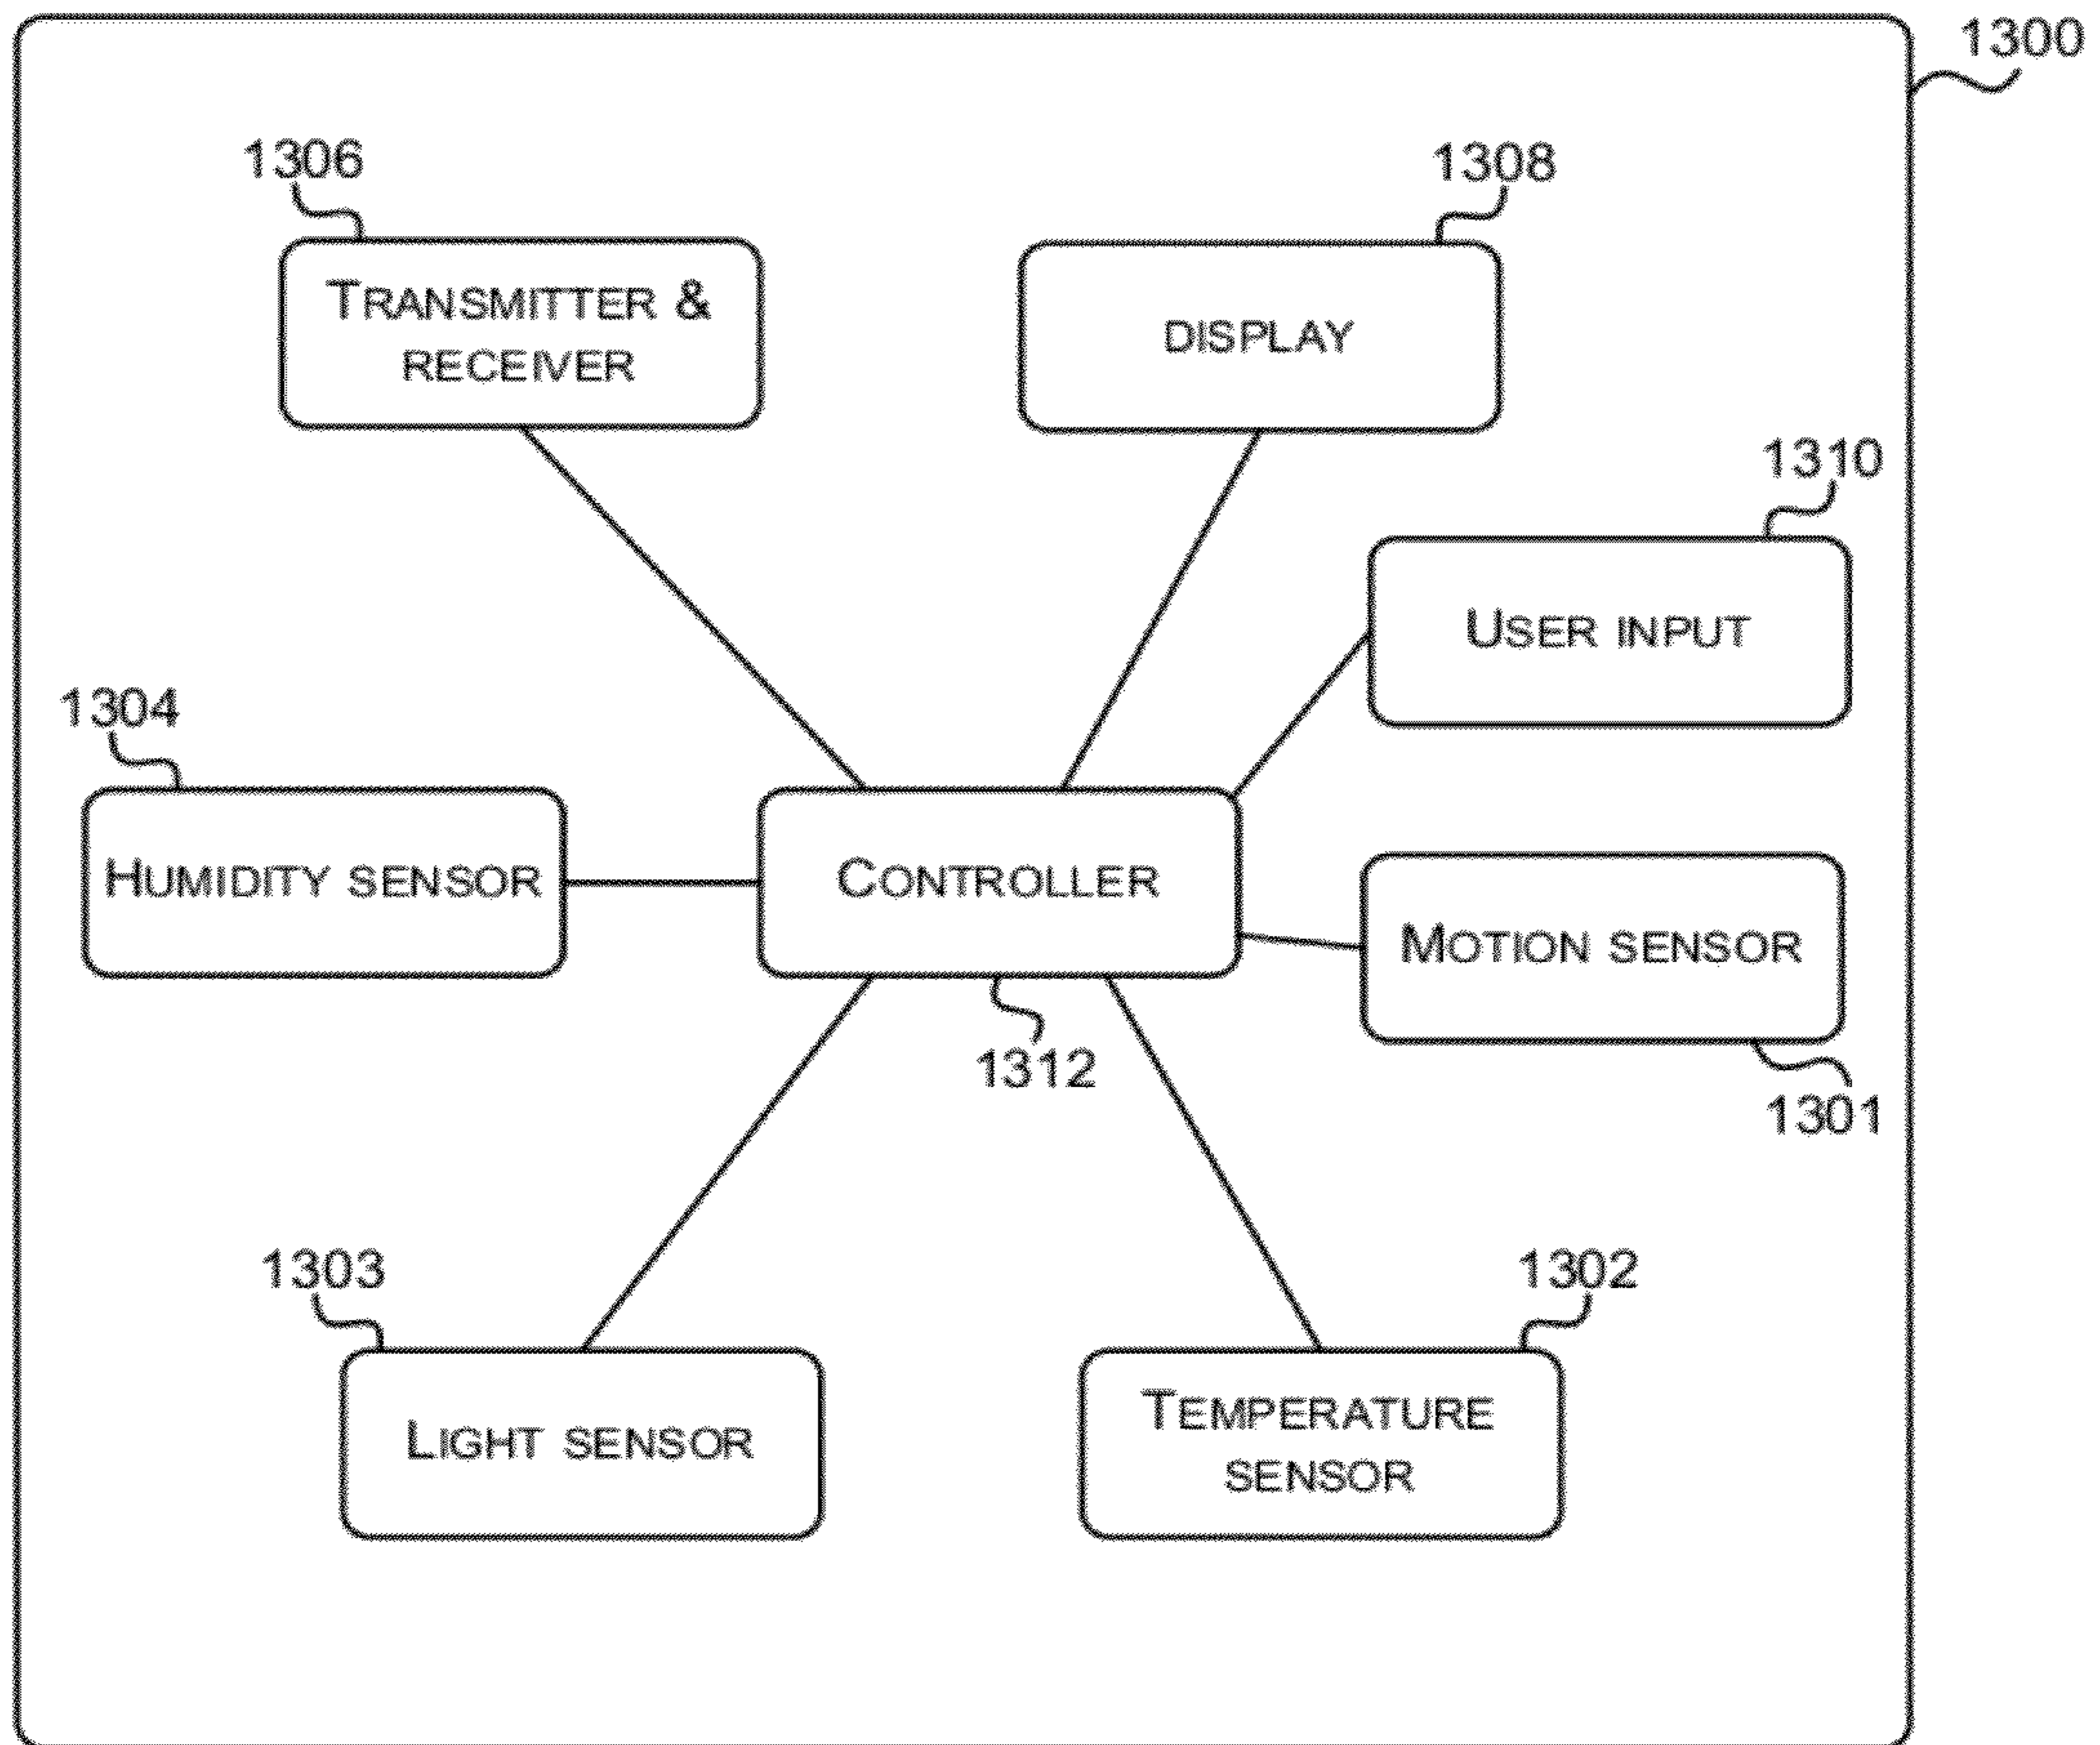 1300
1306
TRANSMITTER &
RECEIVER
1308
DISPLAY
1310
USER INPUT
1304
HUMIDITY SENSOR
CONTROLLER
1312
MOTION SENSOR
1301
1303
LIGHT SENSOR
1302
TEMPERATURE
SENSOR